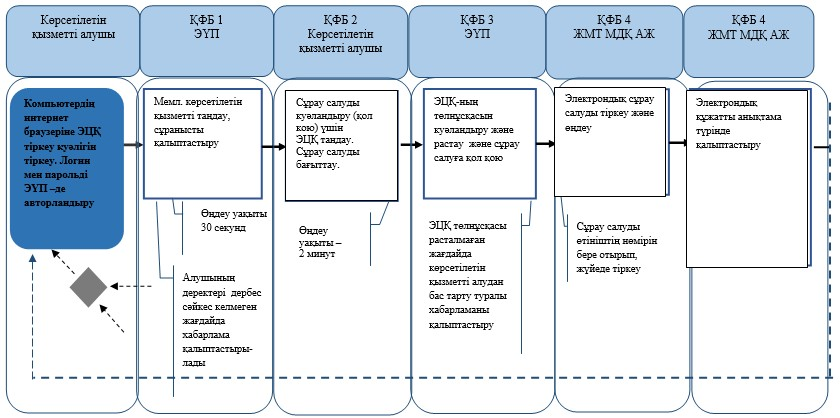 Көрсетілетін
қызметті алушы
ҚФБ 1
ЭҮП
ҚФБ 2
Көрсетілетін
қызметті алушы
ҚФБ 3
ЭҮП
ҚФБ 4
ЖМТ МДҚ АЖ
ҚФБ 4
ЖМТ МДҚ АЖ
Компьютердің
интернет
браузеріне ЭЦҚ
тіркеу куәлігін
тіркеу. Логин
мен парольді
ЭҮП –де
авторландыру
Мемл. көрсетілетін
қызметті таңдау,
сұранысты
қалыптастыру
Өңдеу уақыты
30 секунд
Алушының
деректері дербес
сәйкес келмеген
жағдайда
хабарлама
қалыптастыры-
лады
Сұрау салуды
куәландыру (қол
қою) үшін
ЭЦҚ таңдау.
Сұрау салуды
бағыттау.
Өңдеу
уақыты –
2 минут
ЭЦҚ-ның
төлнұсқасын
куәландыру және
растау және сұрау
салуға қол қою
ЭЦҚ төлнұсқасы
расталмаған
жағдайда
көрсетілетін
қызметті алудан
бас тарту туралы
хабарламаны
қалыптастыру
Электрондық сұрау
салуды тіркеу және
өңдеу
Сұрау салуды
өтініштің нөмірін
бере отырып,
жүйеде тіркеу
Электрондық
құжатты анықтама
түрінде
қалыптастыру